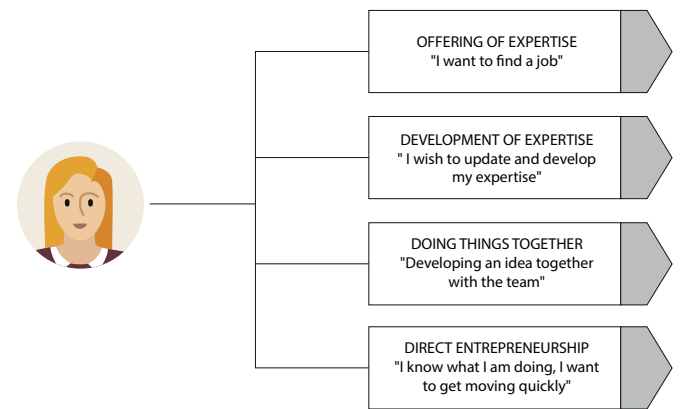 OFFERING OF EXPERTISE
"I want to find a job"
DEVELOPMENT OF EXPERTISE
" I wish to update and develop
my expertise"
DOING THINGS TOGETHER
"Developing an idea together
with the team"
DIRECT ENTREPRENEURSHIP
"I know what I am doing, I want
to get moving quickly"